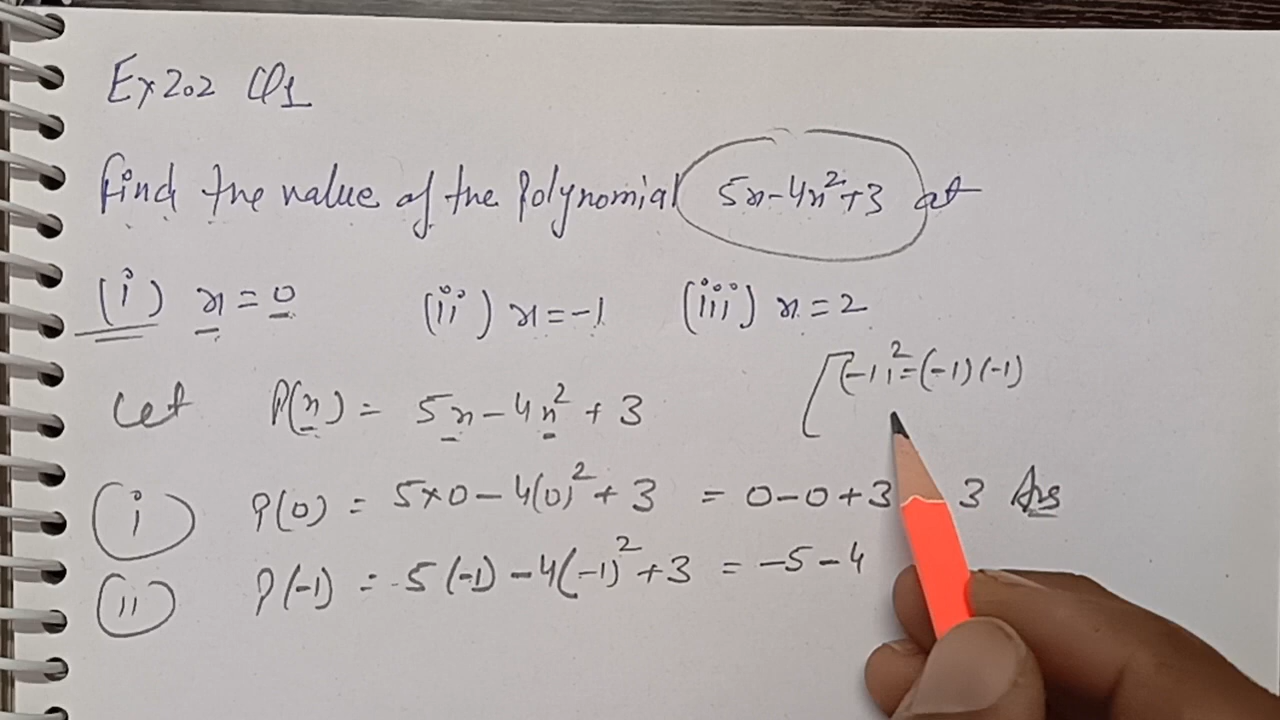 Ex 2.2 Q1
Find the value of the Polynomial 5x-4x²+3 at
(i) x=0 (ii) x=-1 (iii) x=2
[(-1)²=(-1)(-1)
Let P(x) = 5x-4x²+3
(i) P(0) = 5×0-4(0)²+3 = 0-0+3 3 Ans
(ii) P(-1) = 5(-1)-4(-1)²+3 = -5-4